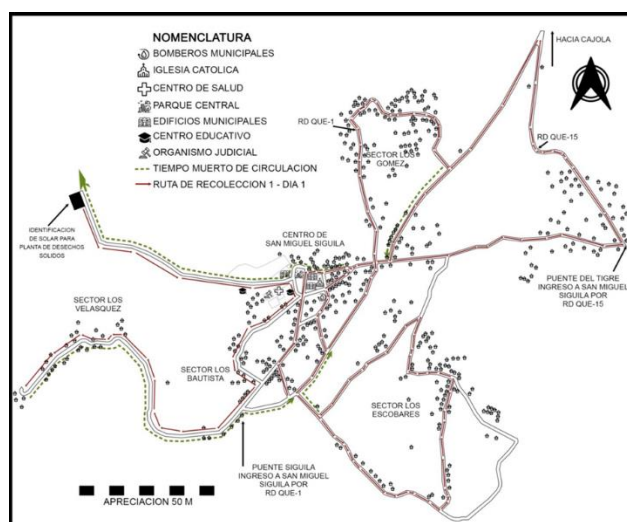 NOMENCLATURA
BOMBEROS MUNICIPALES
IGLESIA CATOLICA
CENTRO DE SALUD
PARQUE CENTRAL
EDIFICIOS MUNICIPALES
CENTRO EDUCATIVO
ORGANISMO JUDICIAL
TIEMPO MUERTO DE CIRCULACION
RUTA DE RECOLECCION 1 - DIA 1
HACIA CAJOLA
RD QUE-1
RD QUE-15
SECTOR LOS
GOMEZ
IDENTIFICACION
DE SOLAR PARA
PLANTA DE DESECHOS
SOLIDOS
CENTRO DE
SAN MIGUEL SIGUILA
PUENTE DEL TIGRE
INGRESO A SAN MIGUEL
SIGUILA POR
RD QUE-15
SECTOR LOS
VELASQUEZ
SECTOR LOS
BAUTISTA
SECTOR LOS
ESCOBARES
PUENTE SIGUILA
INGRESO A SAN MIGUEL
SIGUILA POR
RD QUE-1
APRECIACION 50 M